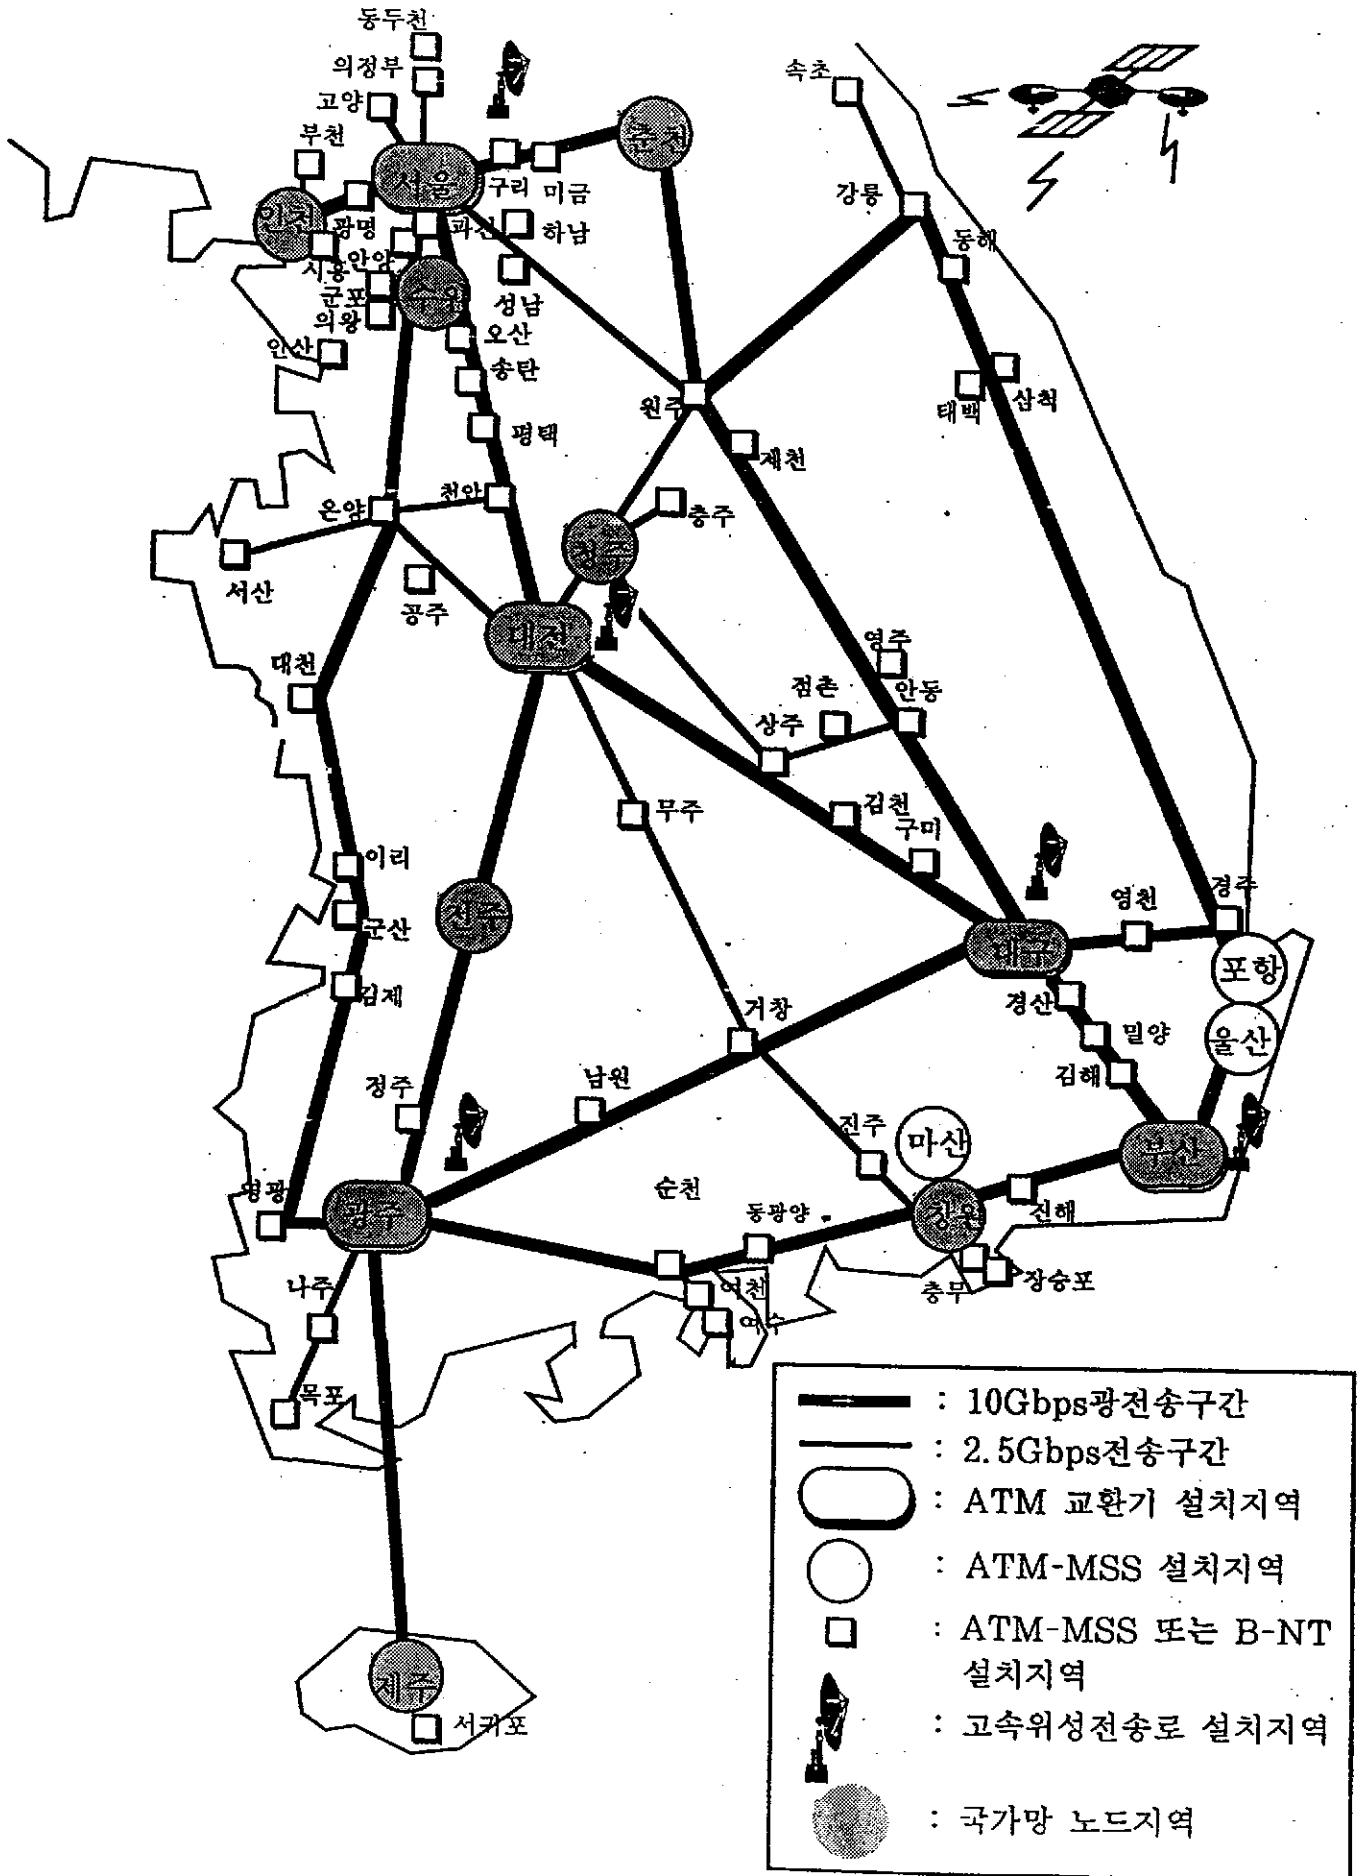 동두천
의정부
고양
부천
서울
춘천
속초
구리
미금
인천
광명
과천
하남
강릉
시흥
안양
동해
군포
수원
성남
의왕
오산
안산
송탄
원주
태백
삼척
평택
제천
온양
천안
충주
청주
서산
공주
대전
영주
대천
점촌
안동
상주
무주
김천
구미
이리
전주
영천
경주
군산
대구
포항
김제
경산
거창
밀양
울산
김해
남원
정주
진주
마산
부산
영광
광주
순천
동광양
창원
진해
나주
여천
충무
장승포
여수
목포
제주
서귀포
: 10Gbps광전송구간
: 2.5Gbps전송구간
: ATM 교환기 설치지역
: ATM-MSS 설치지역
: ATM-MSS 또는 B-NT
설치지역
: 고속위성전송로 설치지역
: 국가망 노드지역